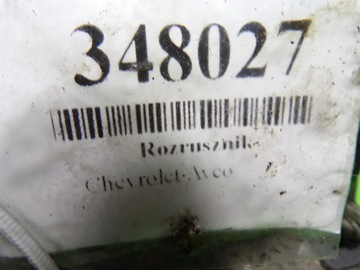 348027
Rozrusznik
Chevrolet Aveo